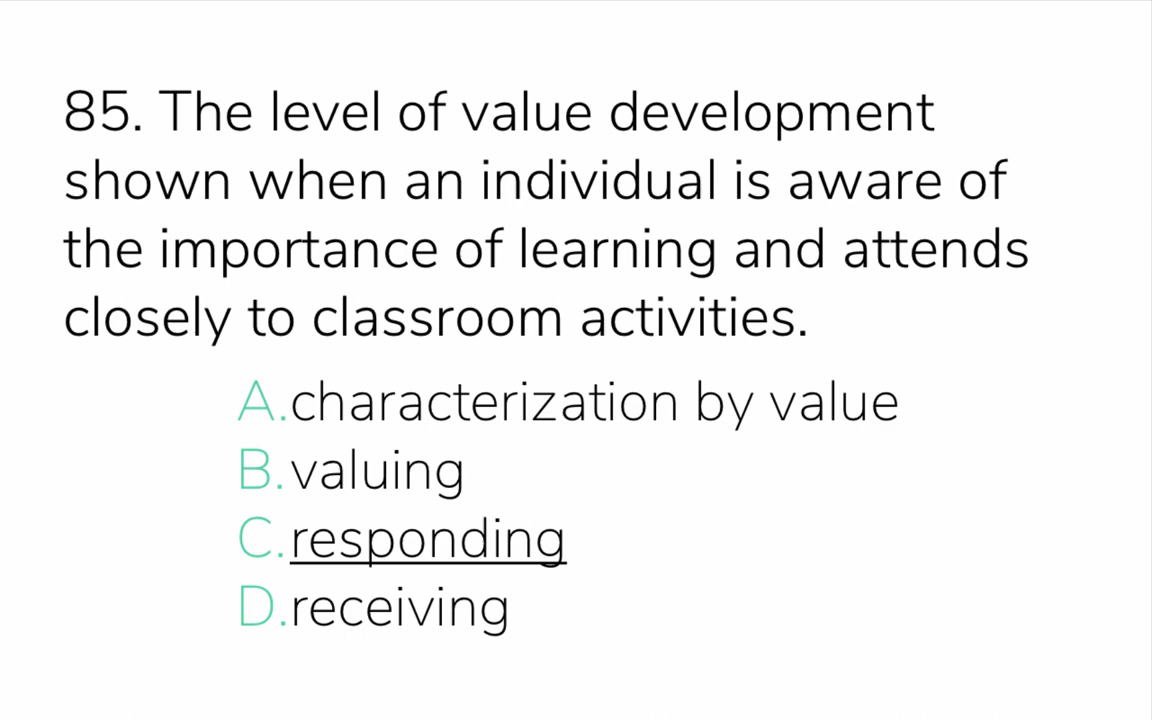 85. The level of value development
shown when an individual is aware of
the importance of learning and attends
closely to classroom activities.
A.characterization by value
B.valuing
C.responding
D.receiving